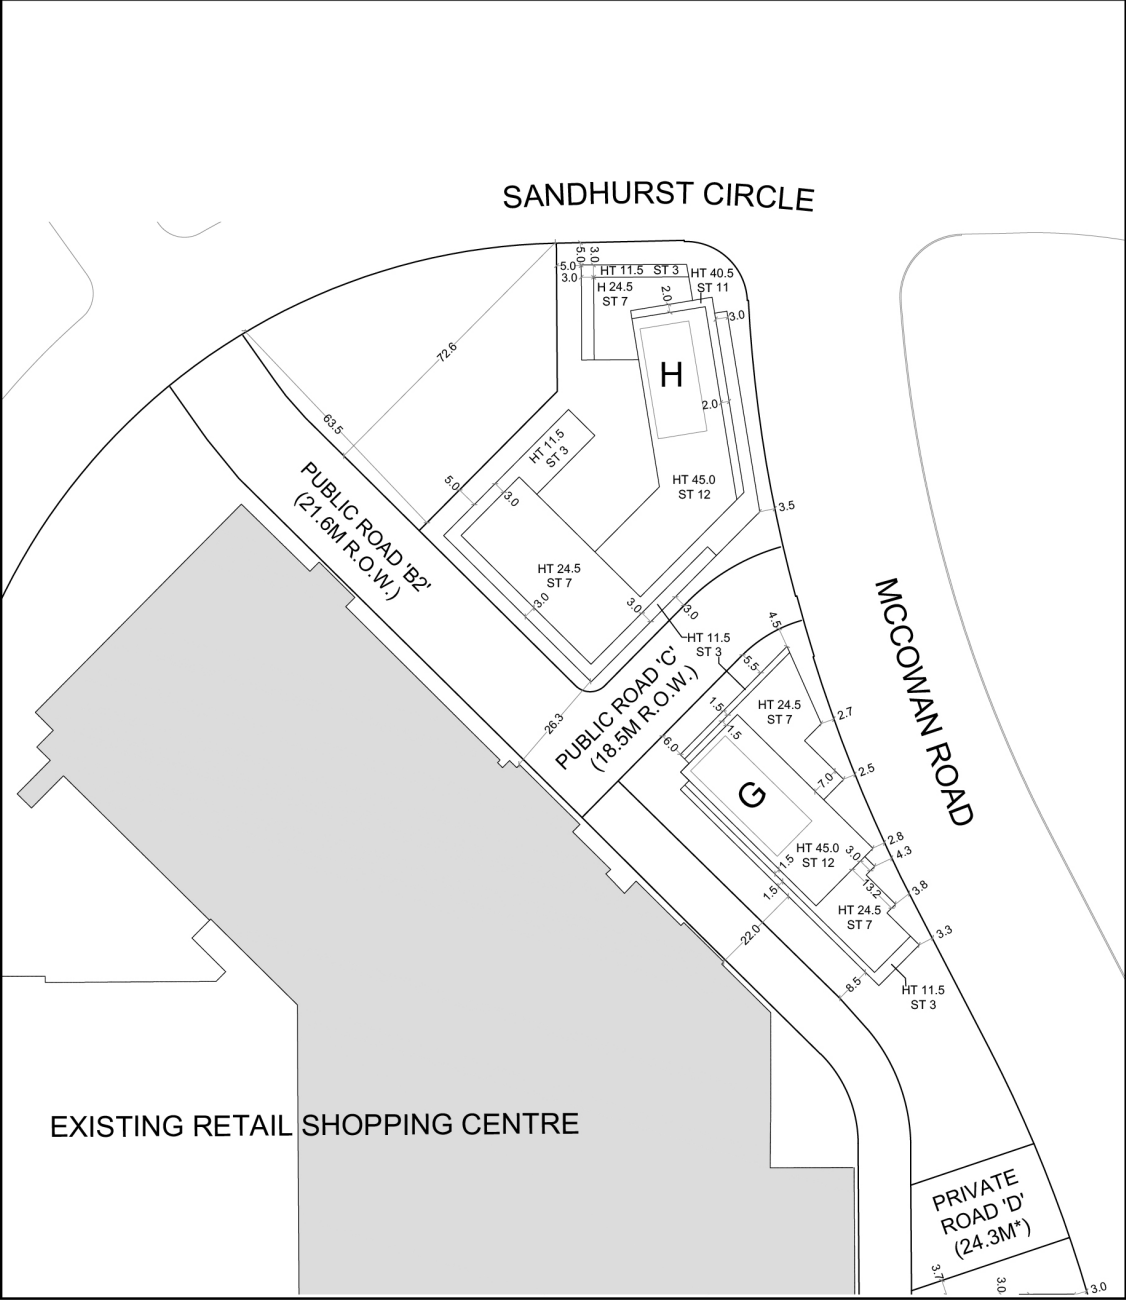 SANDHURST CIRCLE
5.0
3.0
5.0
3.0
HT 11.5 ST 3
H 24.5
ST 7
HT 40.5
ST 11
2.0
3.0
H
2.0
72.6
63.5
HT 11.5
ST 3
5.0
3.0
HT 45.0
ST 12
3.5
PUBLIC ROAD 'B2'
(21.6M R.O.W.)
HT 24.5
ST 7
3.0
3.0
3.0
HT 11.5
ST 3
4.5
5.5
MCCOWAN ROAD
PUBLIC ROAD 'C'
(18.5M R.O.W.)
26.3
1.5
1.5
6.0
HT 24.5
ST 7
2.7
7.0
2.5
G
HT 45.0
ST 12
1.5
1.5
3.0
2.8
4.3
13.2
3.8
HT 24.5
ST 7
3.3
22.0
8.5
HT 11.5
ST 3
EXISTING RETAIL SHOPPING CENTRE
PRIVATE
ROAD 'D'
(24.3M*)
3.7
3.0
3.0